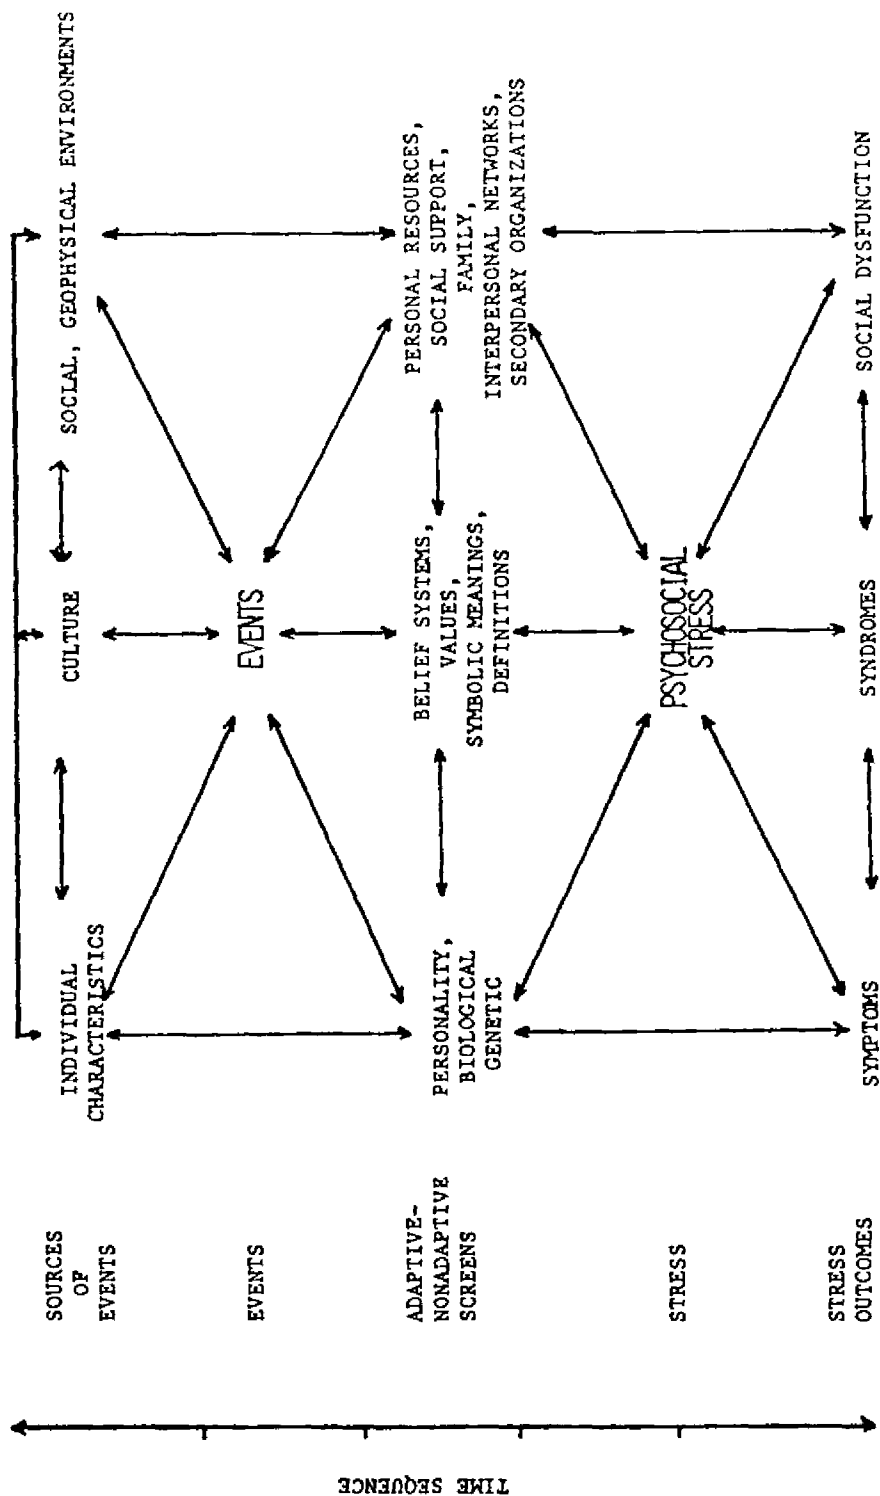 SOURCES
OF
EVENTS
INDIVIDUAL
CHARACTERISTICS
CULTURE
SOCIAL, GEOPHYSICAL ENVIRONMENTS
EVENTS
EVENTS
ADAPTIVE-
NONADAPTIVE
SCREENS
PERSONALITY,
BIOLOGICAL
GENETIC
BELIEF SYSTEMS,
VALUES,
SYMBOLIC MEANINGS,
DEFINITIONS
PERSONAL RESOURCES,
SOCIAL SUPPORT,
FAMILY,
INTERPERSONAL NETWORKS,
SECONDARY ORGANIZATIONS
STRESS
PSYCHOSOCIAL
STRESS
STRESS
OUTCOMES
SYMPTOMS
SYNDROMES
SOCIAL DYSFUNCTION
TIME SEQUENCE